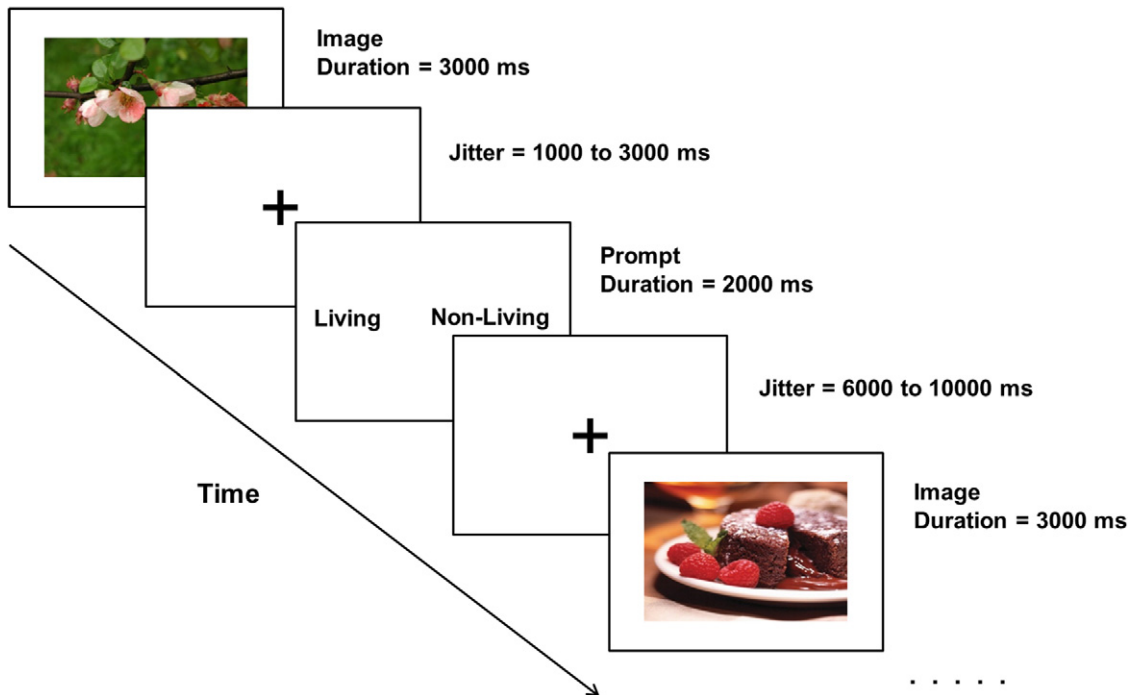 Image
Duration = 3000 ms
Jitter = 1000 to 3000 ms
Prompt
Duration = 2000 ms
Living Non-Living
Jitter = 6000 to 10000 ms
Time
Image
Duration = 3000 ms
. . . . .